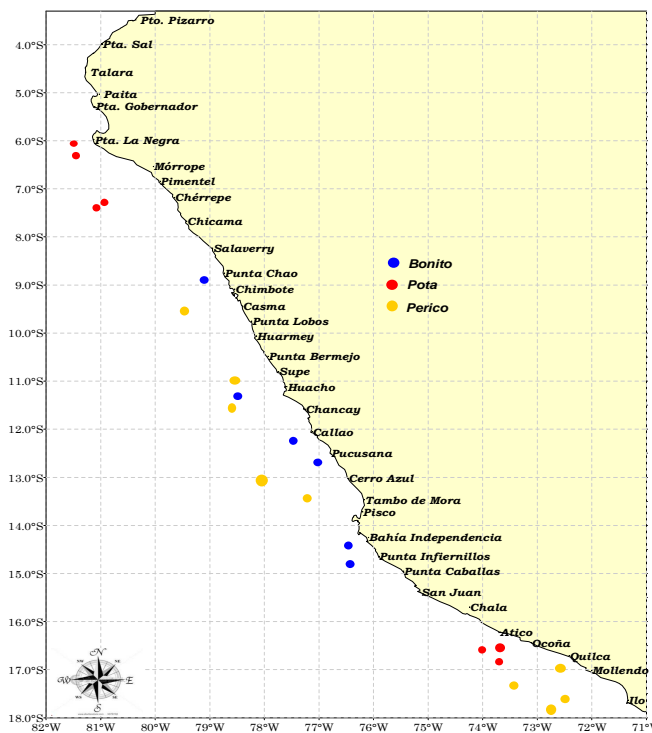 Pto. Pizarro
4.0°S
Pta. Sal
Talara
5.0°S
Paita
Pta. Gobernador
6.0°S
Pta. La Negra
Mórrope
7.0°S
Pimentel
Chérrepe
Chicama
8.0°S
Salaverry
Bonito
Punta Chao
9.0°S
Pota
Chimbote
Casma
Perico
Punta Lobos
10.0°S
Huarmey
Punta Bermejo
Supe
11.0°S
Huacho
Chancay
12.0°S
Callao
Pucusana
13.0°S
Cerro Azul
Tambo de Mora
Pisco
14.0°S
Bahía Independencia
Punta Infiernillos
15.0°S
Punta Caballas
San Juan
Chala
16.0°S
Atico
Ocoña
Quilca
17.0°S
Mollendo
N
W
E
S
Ilo
18.0°S
82°W
81°W
80°W
79°W
78°W
77°W
76°W
75°W
74°W
73°W
72°W
71°W